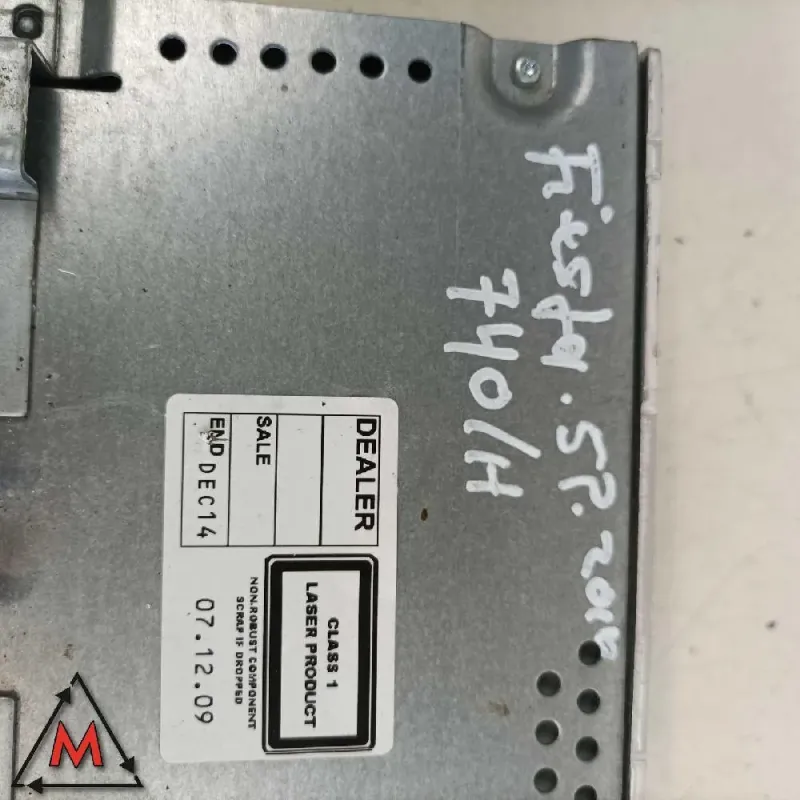 6
Fiesta. SP. 2010
740/H
DEALER
SALE
END DEC14
CLASS 1
LASER PRODUCT
NON-ROBUST COMPONENT
SCRAP IF DROPPED
07.12.09
M